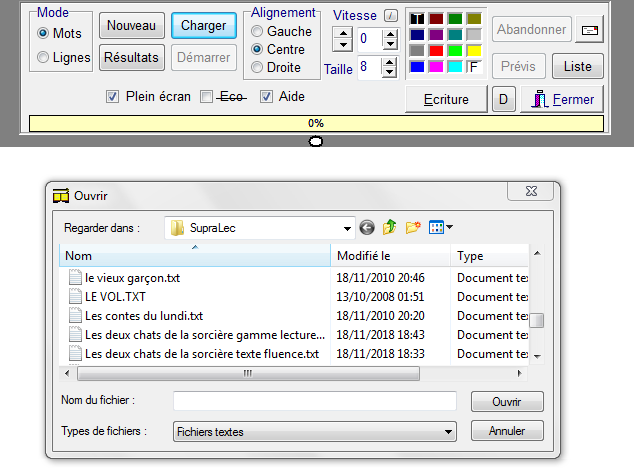 Mode
Mots
Lignes
Nouveau
Charger
Résultats
Démarrer
Alignement
Gauche
Centre
Droite
Vitesse
i
0
Taille
8
T
F
Abandonner
Prévis
Liste
Plein écran
Eco
Aide
Ecriture
D
Fermer
0%
Ouvrir
Regarder dans :
SupraLec
Nom Modifié le Type
le vieux garçon.txt 18/11/2010 20:46 Document tex
LE VOL.TXT 13/10/2008 01:51 Document tex
Les contes du lundi.txt 18/11/2010 20:20 Document tex
Les deux chats de la sorcière gamme lecture... 18/11/2018 18:43 Document tex
Les deux chats de la sorcière texte fluence.txt 18/11/2018 18:33 Document tex
Nom du fichier :
Ouvrir
Types de fichiers :
Fichiers textes
Annuler